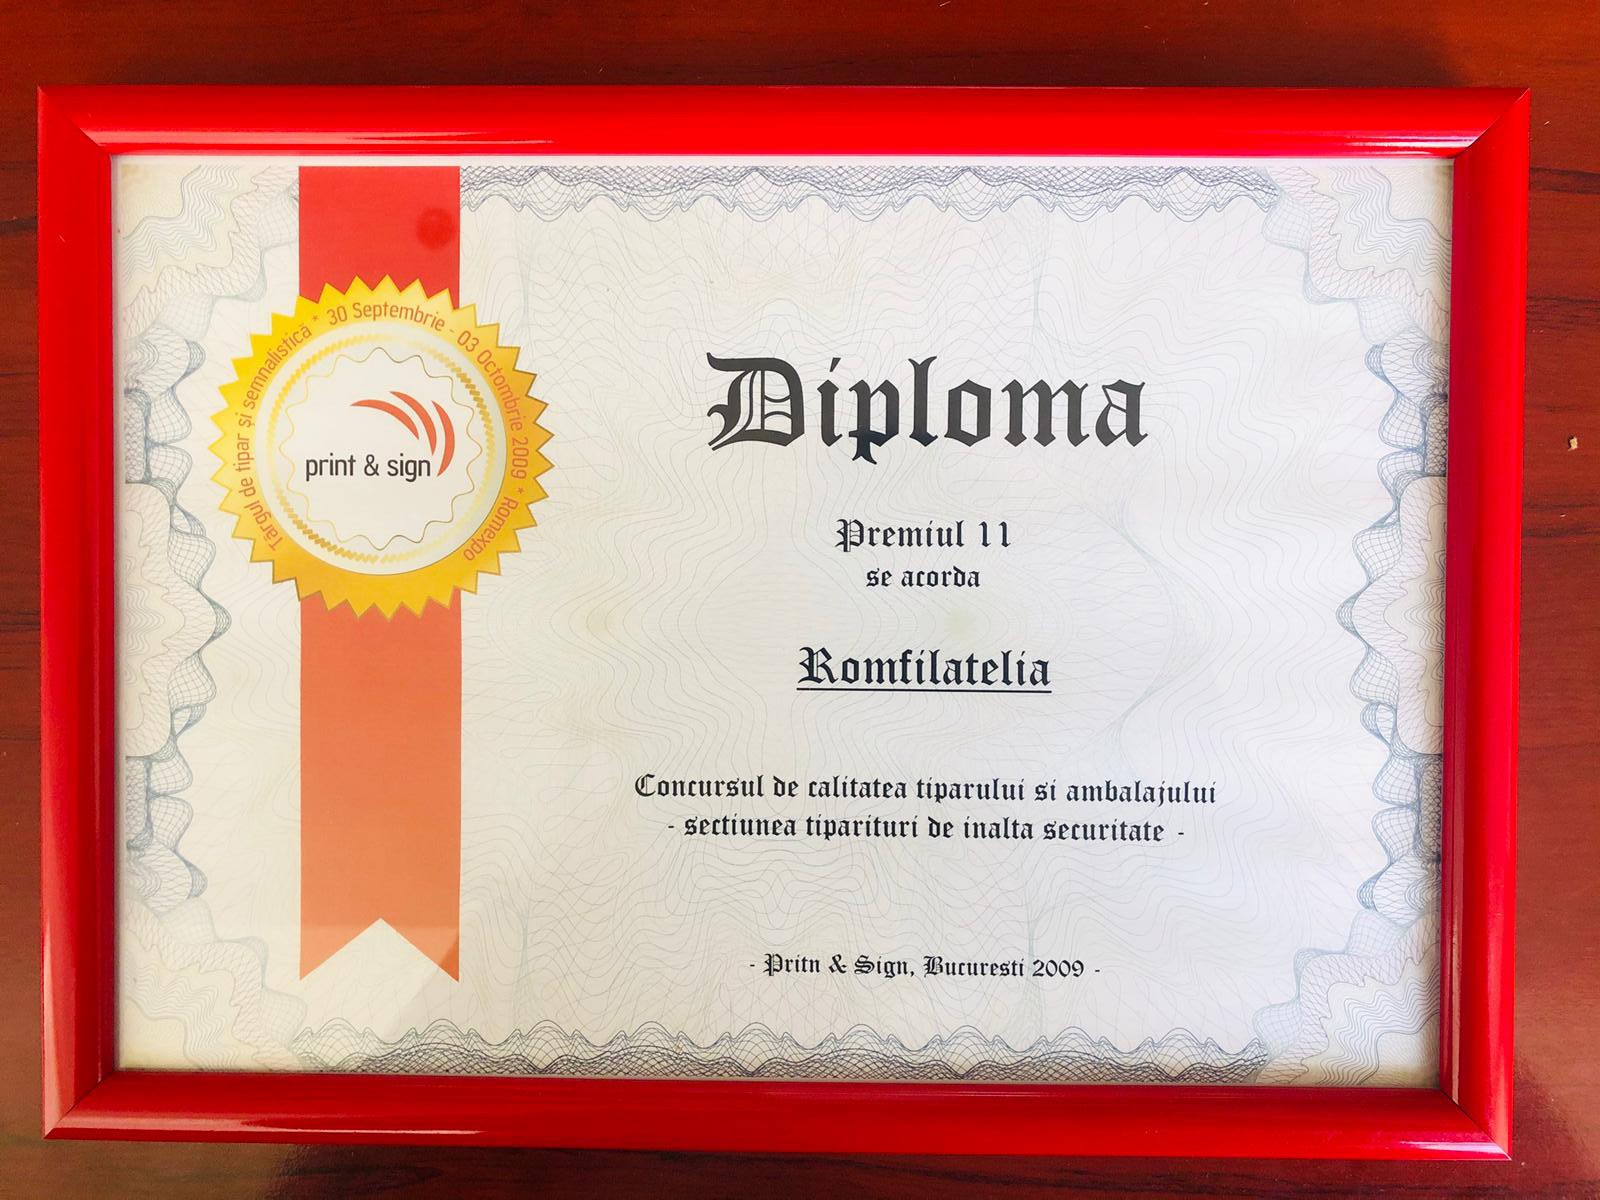 Târgul de tipar și semnalistică * 30 Septembrie - 03 Octombrie 2009 * Romexpo
print & sign
Diploma
Premiul 11
se acorda
Romfilatelia
Concursul de calitatea tiparului si ambalajului
- sectiunea tiparituri de inalta securitate -
- Pritn & Sign, Bucuresti 2009 -